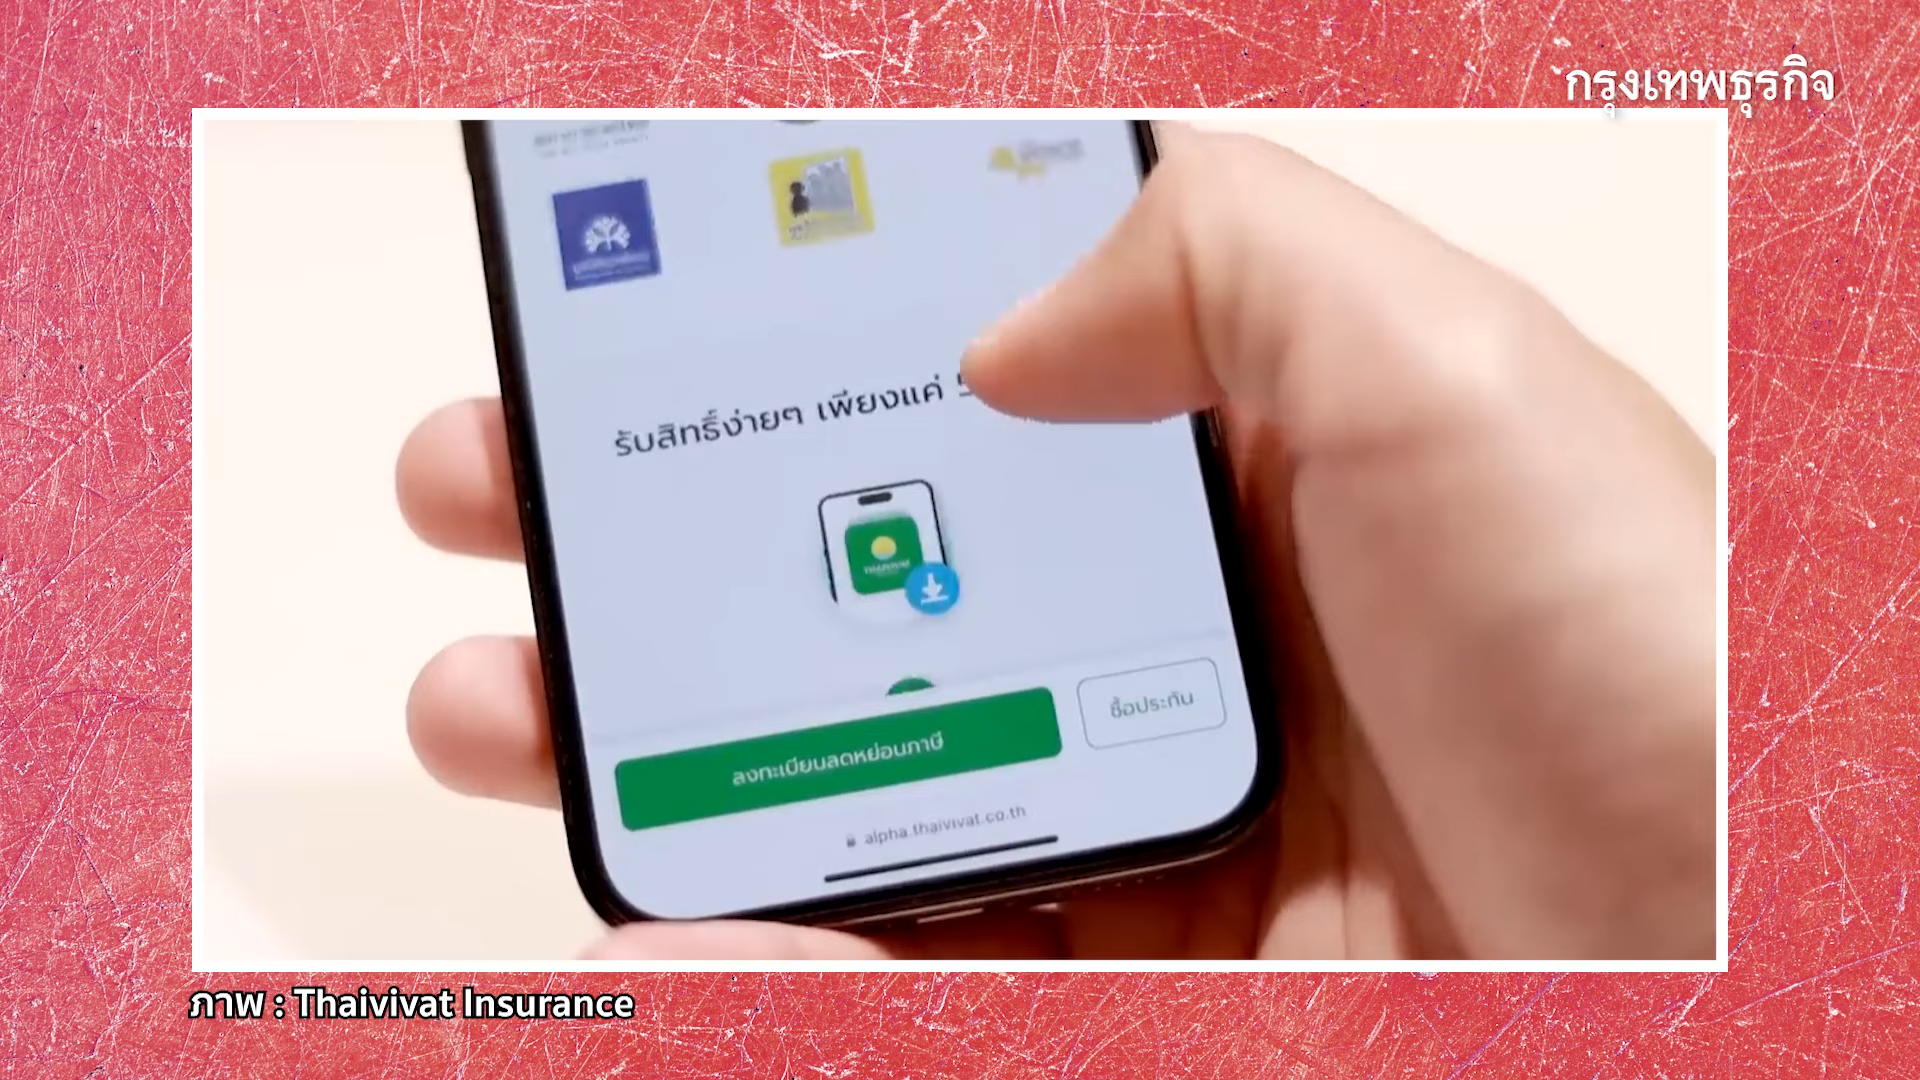 กรุงเทพธุรกิจ
รับสิทธิ์ง่ายๆ เพียงแค่
THAIVIVAT
ลงทะเบียนลดหย่อนภาษี
ซื้อประกัน
alpha.thaivivat.co.th
ภาพ : Thaivivat Insurance